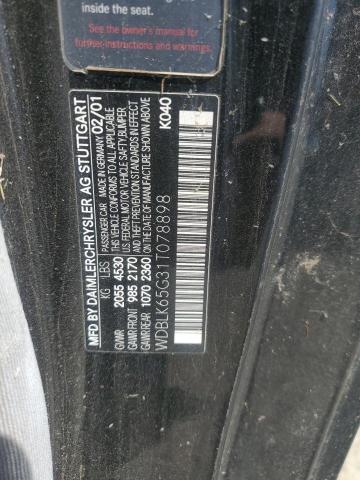 inside the seat.
See the owner's manual for
further instructions and warnings.
MFD BY DAIMLERCHRYSLER AG STUTTGART
PASSENGER CAR MADE IN GERMANY 02/01
KG LBS THIS VEHICLE CONFORMS TO ALL APPLICABLE
GVWR 2055 4530 U.S. FEDERAL MOTOR VEHICLE SAFTY BUMPER
GAWR FRONT 985 2170 AND THEFT PREVENTION STANDARDS IN EFFECT
GAWR REAR 1070 2360 ON THE DATE OF MANUFACTURE SHOWN ABOVE
WDBLK65G31T078898 K040